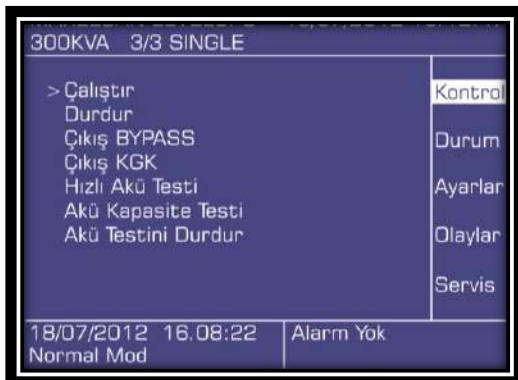 300KVA 3/3 SINGLE
>Çalıştır
Durdur
Çıkış BYPASS
Çıkış KGK
Hızlı Akü Testi
Akü Kapasite Testi
Akü Testini Durdur
Kontrol
Durum
Ayarlar
Olaylar
Servis
18/07/2012 16.08:22
Normal Mod
Alarm Yok